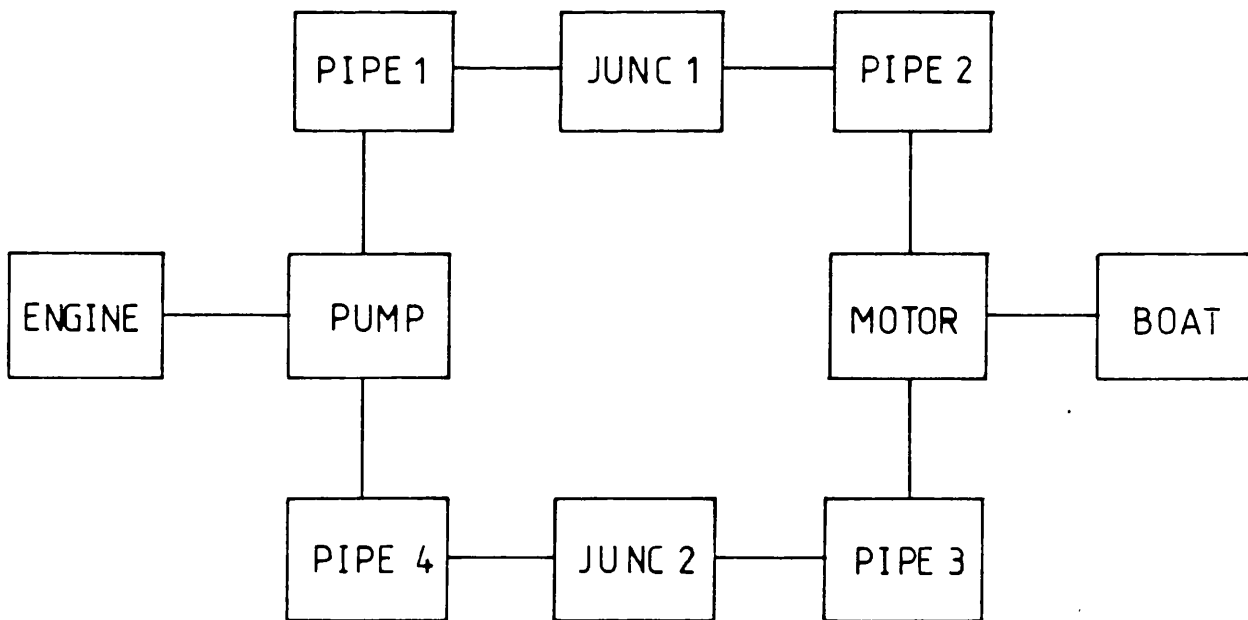 PIPE 1
JUNC 1
PIPE 2
ENGINE
PUMP
MOTOR
BOAT
PIPE 4
JUNC 2
PIPE 3